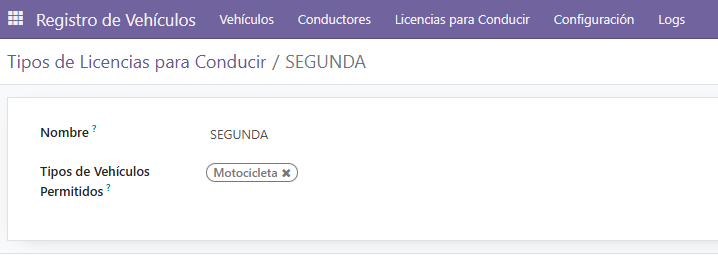 Registro de Vehículos Vehículos Conductores Licencias para Conducir Configuración Logs
Tipos de Licencias para Conducir / SEGUNDA
Nombre ? SEGUNDA
Tipos de Vehículos Motocicleta ✖
Permitidos ?